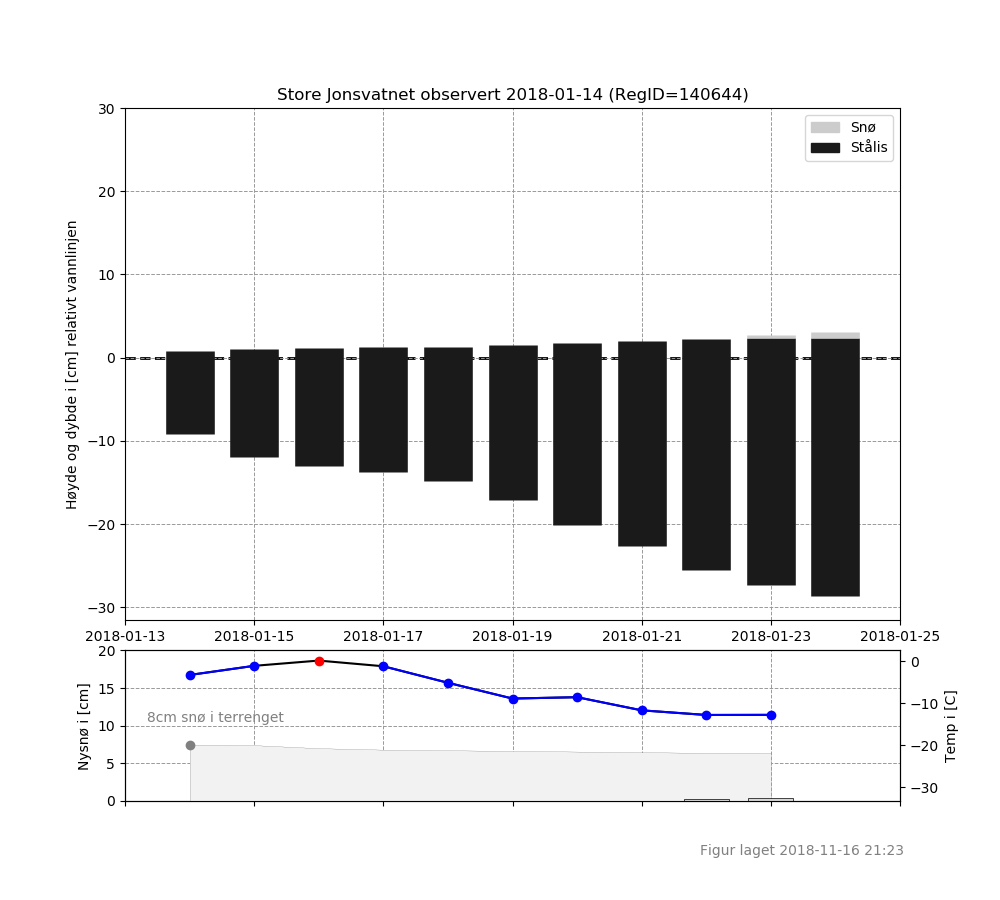 Store Jonsvatnet observert 2018-01-14 (RegID=140644)
30
20
10
0
−10
−20
−30
Høyde og dybde i [cm] relativt vannlinjen
Snø
Stålis
2018-01-13
2018-01-15
2018-01-17
2018-01-19
2018-01-21
2018-01-23
2018-01-25
20
15
10
5
0
Nysnø i [cm]
8cm snø i terrenget
0
−10
−20
−30
Temp i [C]
Figur laget 2018-11-16 21:23